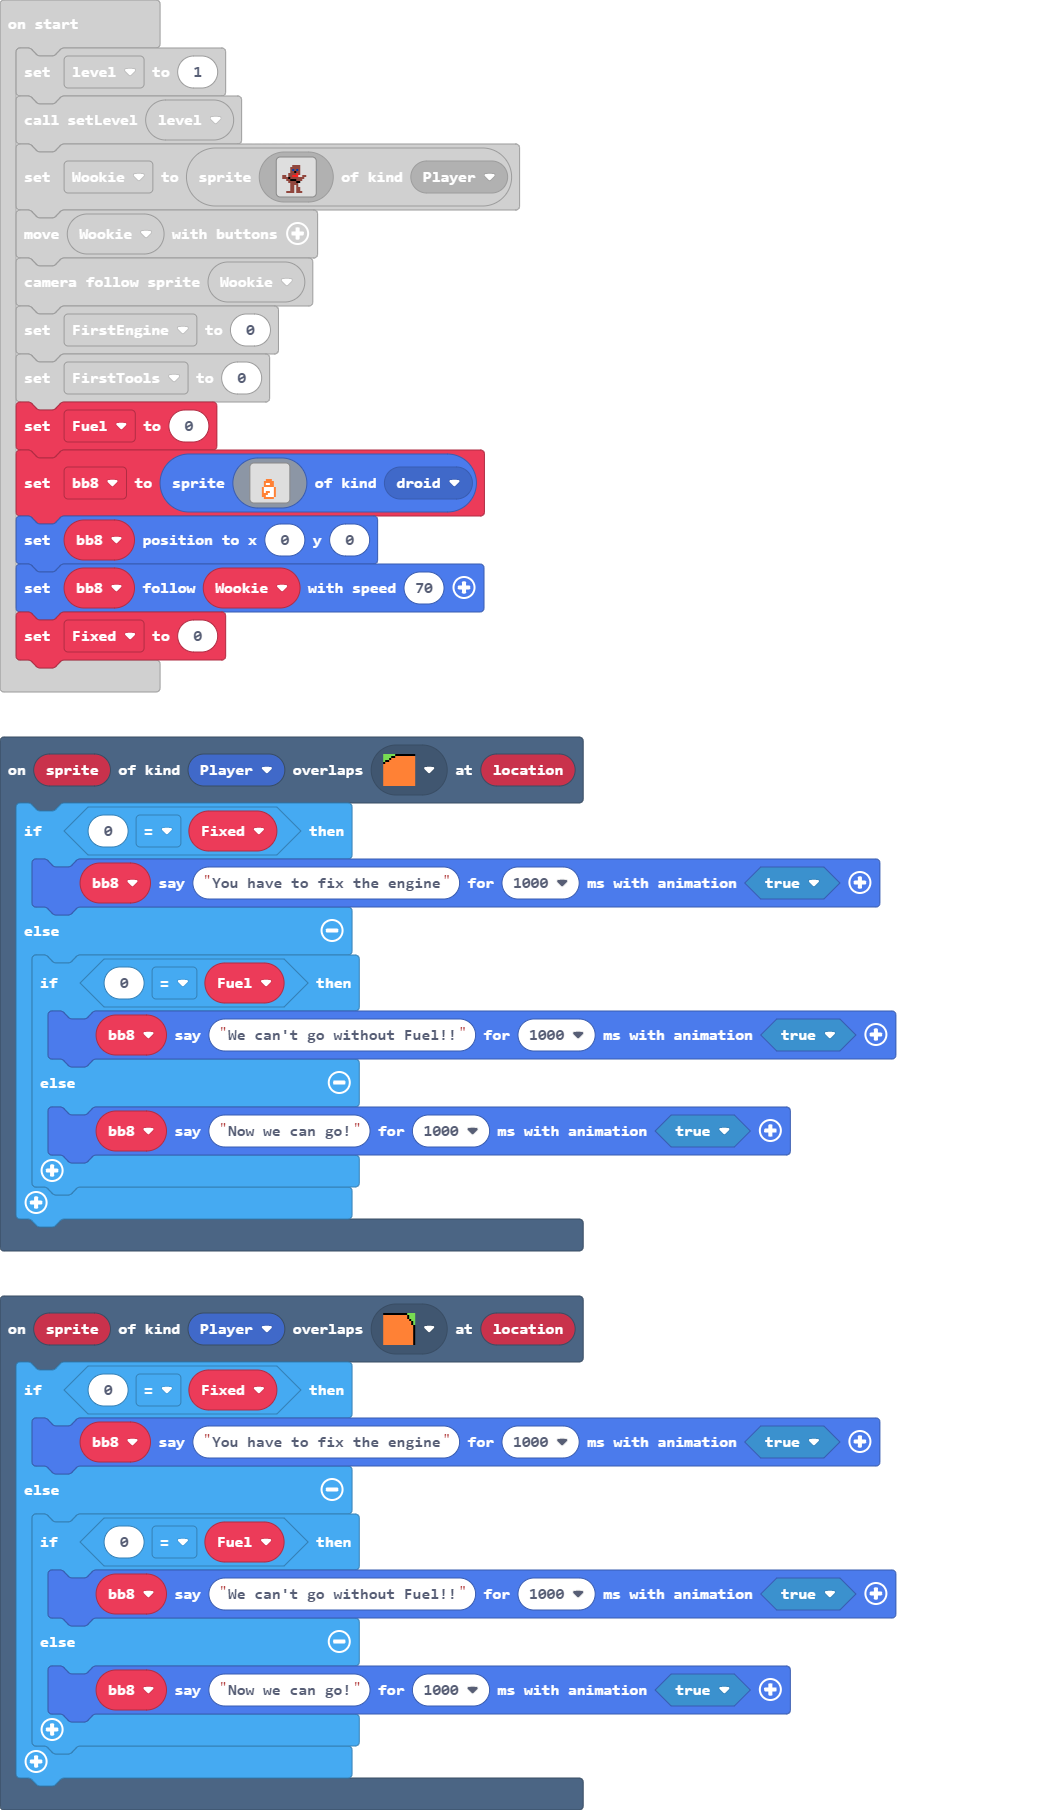 on start
set level to 1
call setLevel level
set Wookie to sprite of kind Player
move Wookie with buttons
camera follow sprite Wookie
set FirstEngine to 0
set FirstTools to 0
set Fuel to 0
set bb8 to sprite of kind droid
set bb8 position to x 0 y 0
set bb8 follow Wookie with speed 70
set Fixed to 0
on sprite of kind Player overlaps at location
if 0 = Fixed then
bb8 say "You have to fix the engine" for 1000 ms with animation true
else
if 0 = Fuel then
bb8 say "We can't go without Fuel!!" for 1000 ms with animation true
else
bb8 say "Now we can go!" for 1000 ms with animation true
on sprite of kind Player overlaps at location
if 0 = Fixed then
bb8 say "You have to fix the engine" for 1000 ms with animation true
else
if 0 = Fuel then
bb8 say "We can't go without Fuel!!" for 1000 ms with animation true
else
bb8 say "Now we can go!" for 1000 ms with animation true